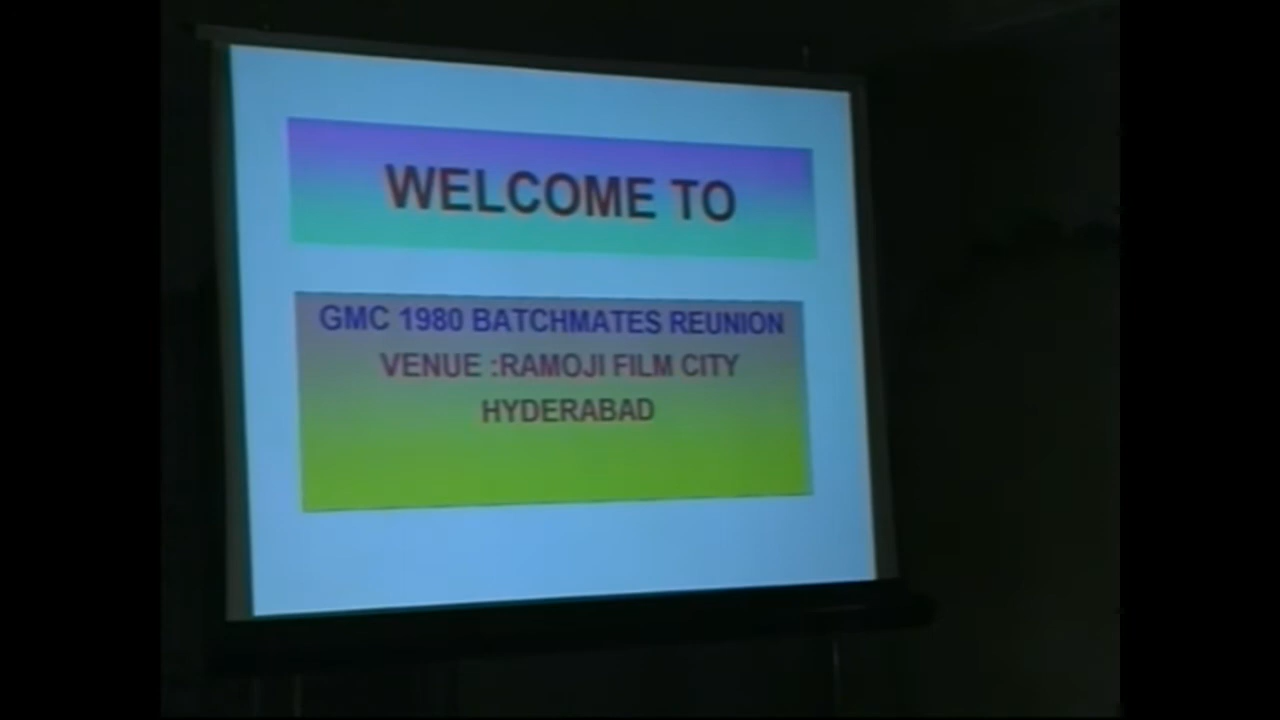 WELCOME TO
GMC 1980 BATCHMATES REUNION
VENUE :RAMOJI FILM CITY
HYDERABAD